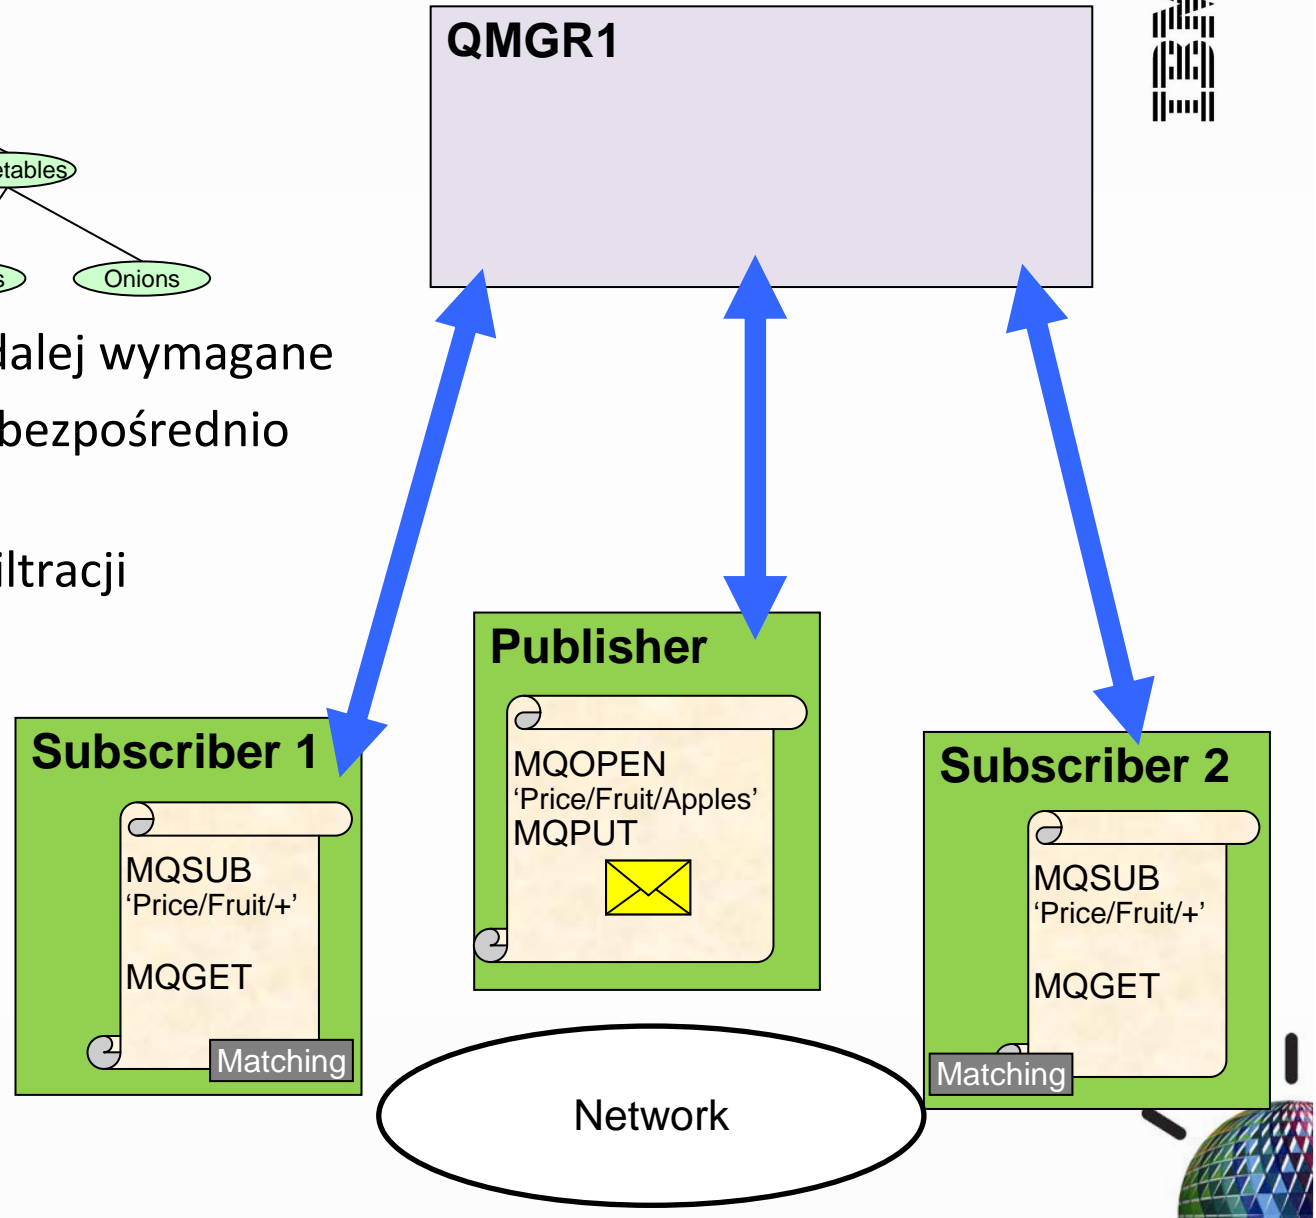 QMGR1
IBM
etables
s
Onions
dalej wymagane
bezpośrednio
iltracji
Publisher
MQOPEN
‘Price/Fruit/Apples’
MQPUT
Subscriber 1
MQSUB
‘Price/Fruit/+’
MQGET
Matching
Subscriber 2
MQSUB
‘Price/Fruit/+’
MQGET
Matching
Network